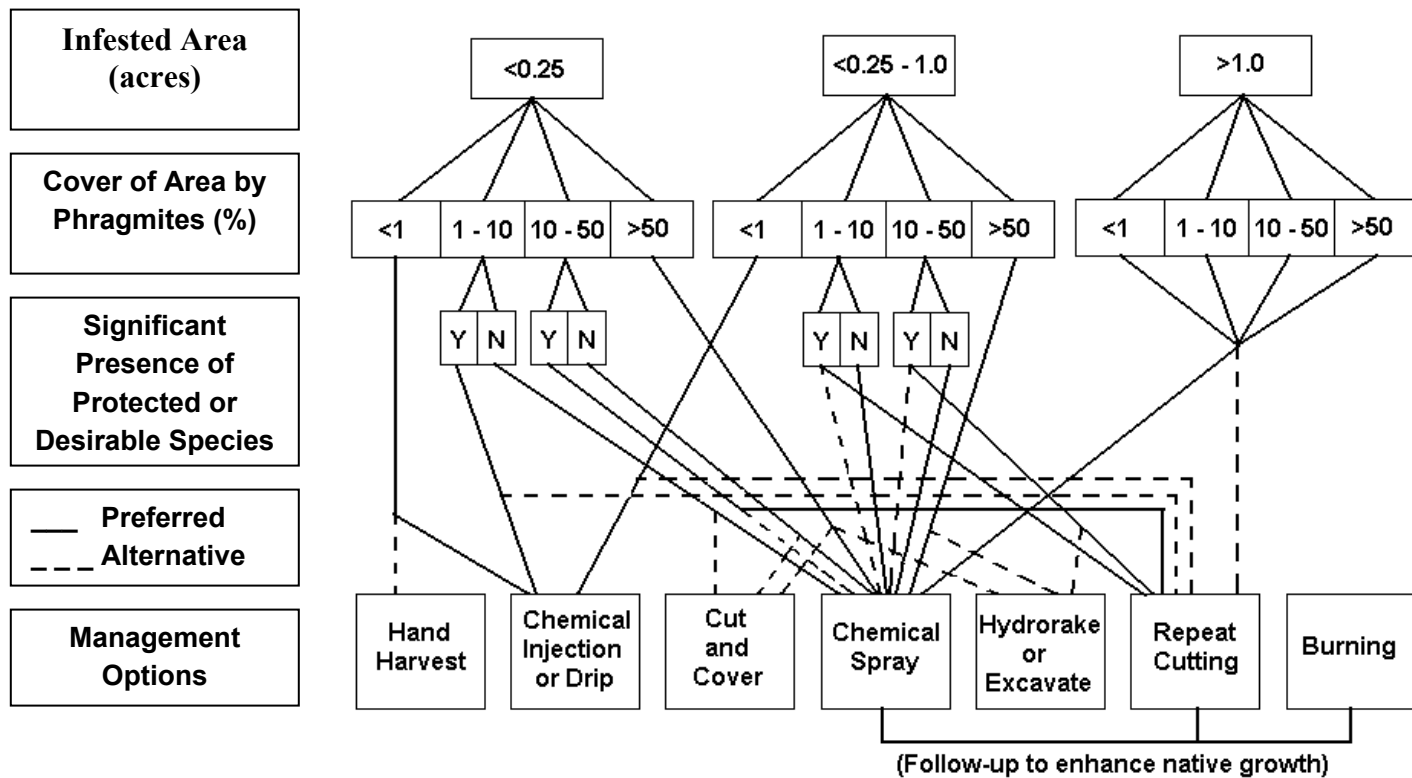 Infested Area
(acres)
<0.25
<0.25 - 1.0
>1.0
Cover of Area by
Phragmites (%)
<1
1 - 10
10 - 50
>50
<1
1 - 10
10 - 50
>50
<1
1 - 10
10 - 50
>50
Significant
Presence of
Protected or
Desirable Species
Y
N
Y
N
Y
N
Y
N
___ Preferred
_ _ _ Alternative
Management
Options
Hand
Harvest
Chemical
Injection
or Drip
Cut
and
Cover
Chemical
Spray
Hydrorake
or
Excavate
Repeat
Cutting
Burning
(Follow-up to enhance native growth)